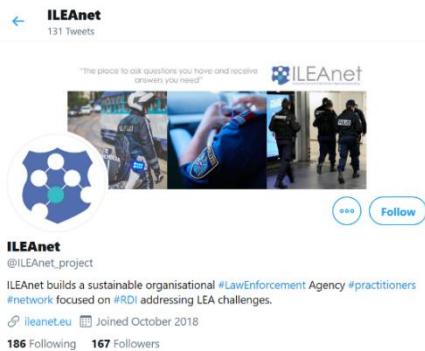 ILEAnet
131 Tweets
"The place to ask questions you have and receive
answers you need"
ILEAnet
POLICE
Follow
ILEAnet
@ILEAnet_project
ILEAnet builds a sustainable organisational #LawEnforcement Agency #practitioners
#network focused on #RDI addressing LEA challenges.
ileanet.eu Joined October 2018
186 Following 167 Followers